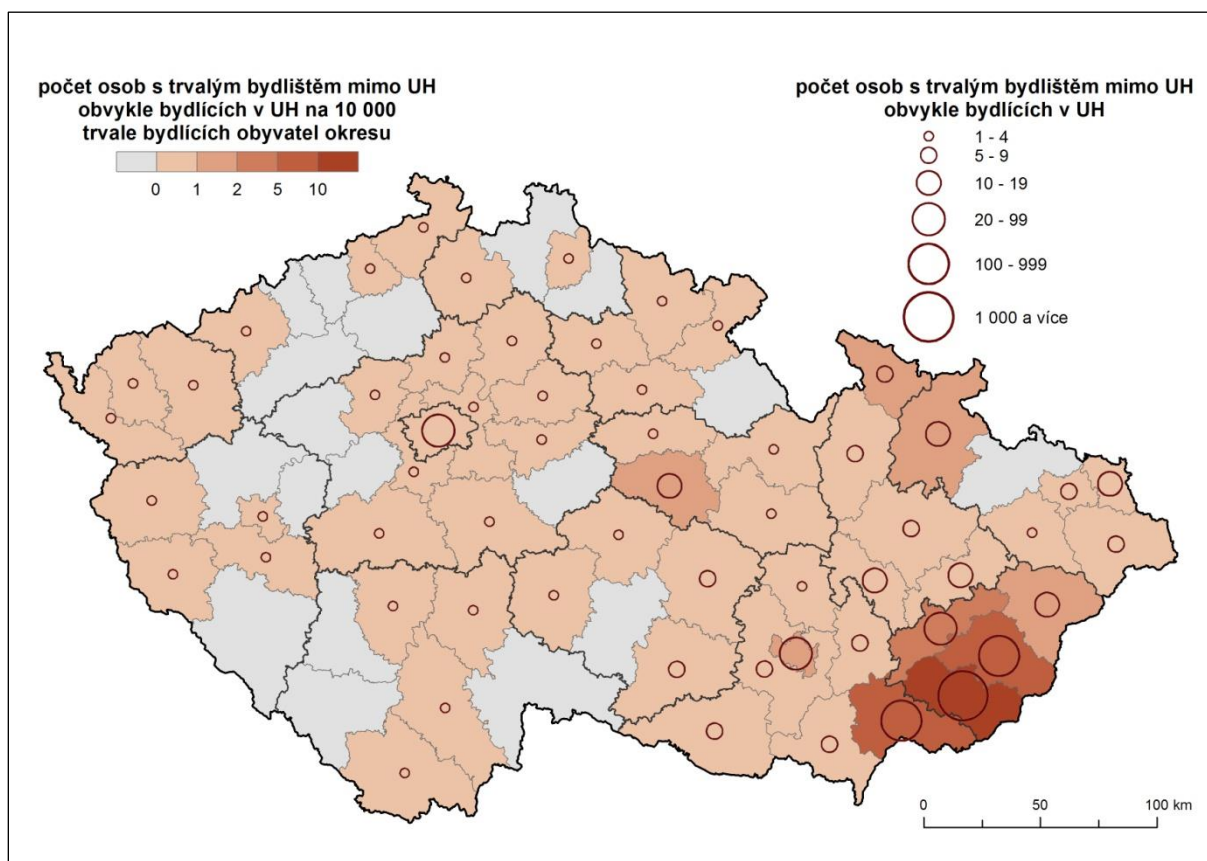 počet osob s trvalým bydlištěm mimo UH
obvykle bydlících v UH na 10 000
trvale bydlících obyvatel okresu
0 1 2 5 10
počet osob s trvalým bydlištěm mimo UH
obvykle bydlících v UH
1 - 4
5 - 9
10 - 19
20 - 99
100 - 999
1 000 a více
0 50 100 km